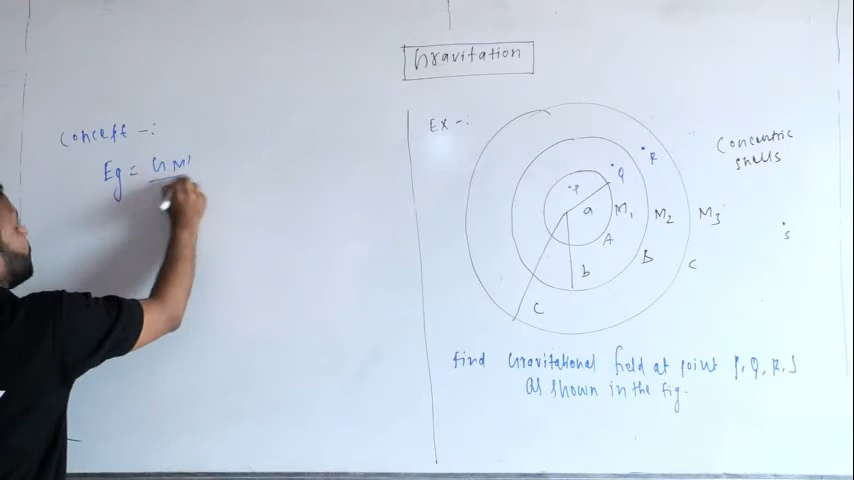 Gravitation
Concept -:
Eg = GM'
Ex -:
Concentric
shells
P
Q
R
a
M1
M2
M3
S
A
B
C
b
C
find Gravitational field at point P, Q, R, S
as shown in the fig.